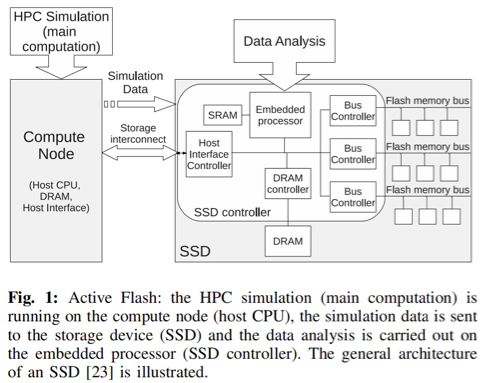 HPC Simulation
(main
computation)
Data Analysis
Simulation
Data
Storage
interconnect
Compute
Node
(Host CPU,
DRAM,
Host Interface)
SRAM
Embedded
processor
Host
Interface
Controller
DRAM
controller
SSD controller
DRAM
SSD
Bus
Controller
Flash memory bus
Bus
Controller
Flash memory bus
Bus
Controller
Flash memory bus
Fig. 1: Active Flash: the HPC simulation (main computation) is
running on the compute node (host CPU), the simulation data is sent
to the storage device (SSD) and the data analysis is carried out on
the embedded processor (SSD controller). The general architecture
of an SSD [23] is illustrated.